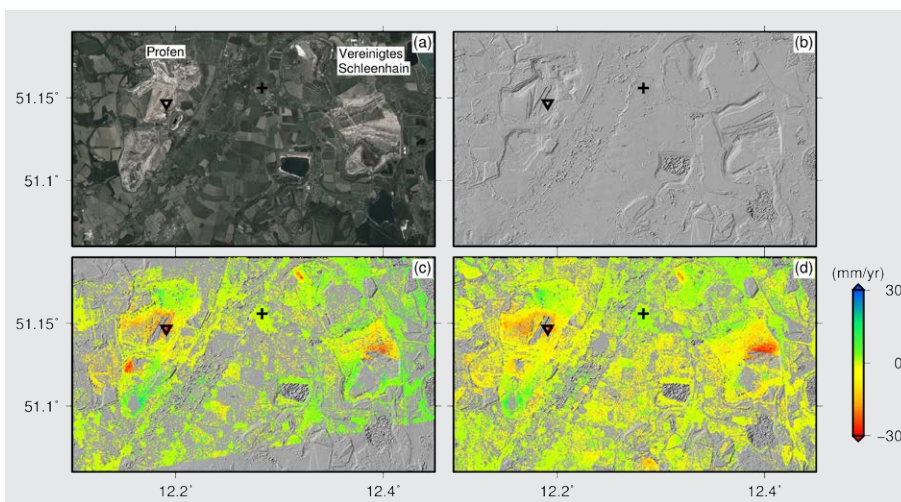 (a)
(b)
Profen
Vereinigtes
Schleenhain
51.15°
51.1°
(c)
(d)
(mm/yr)
30
51.15°
0
51.1°
−30
12.2°
12.4°
12.2°
12.4°